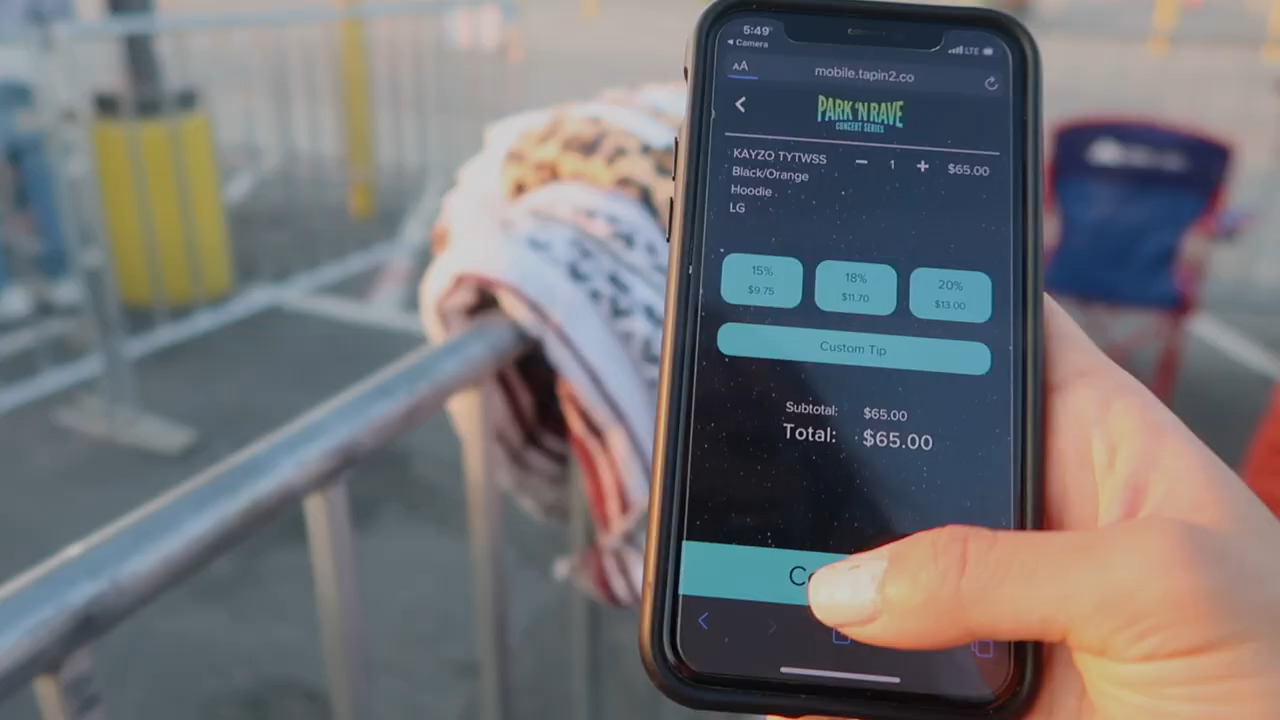 5:49
Camera
LTE
AA
mobile.tapin2.co
PARK 'N RAVE
CONCERT SERIES
KAYZO TYTWSS
1
$65.00
Black/Orange
Hoodie
LG
15%
$9.75
18%
$11.70
20%
$13.00
Custom Tip
Subtotal: $65.00
Total: $65.00